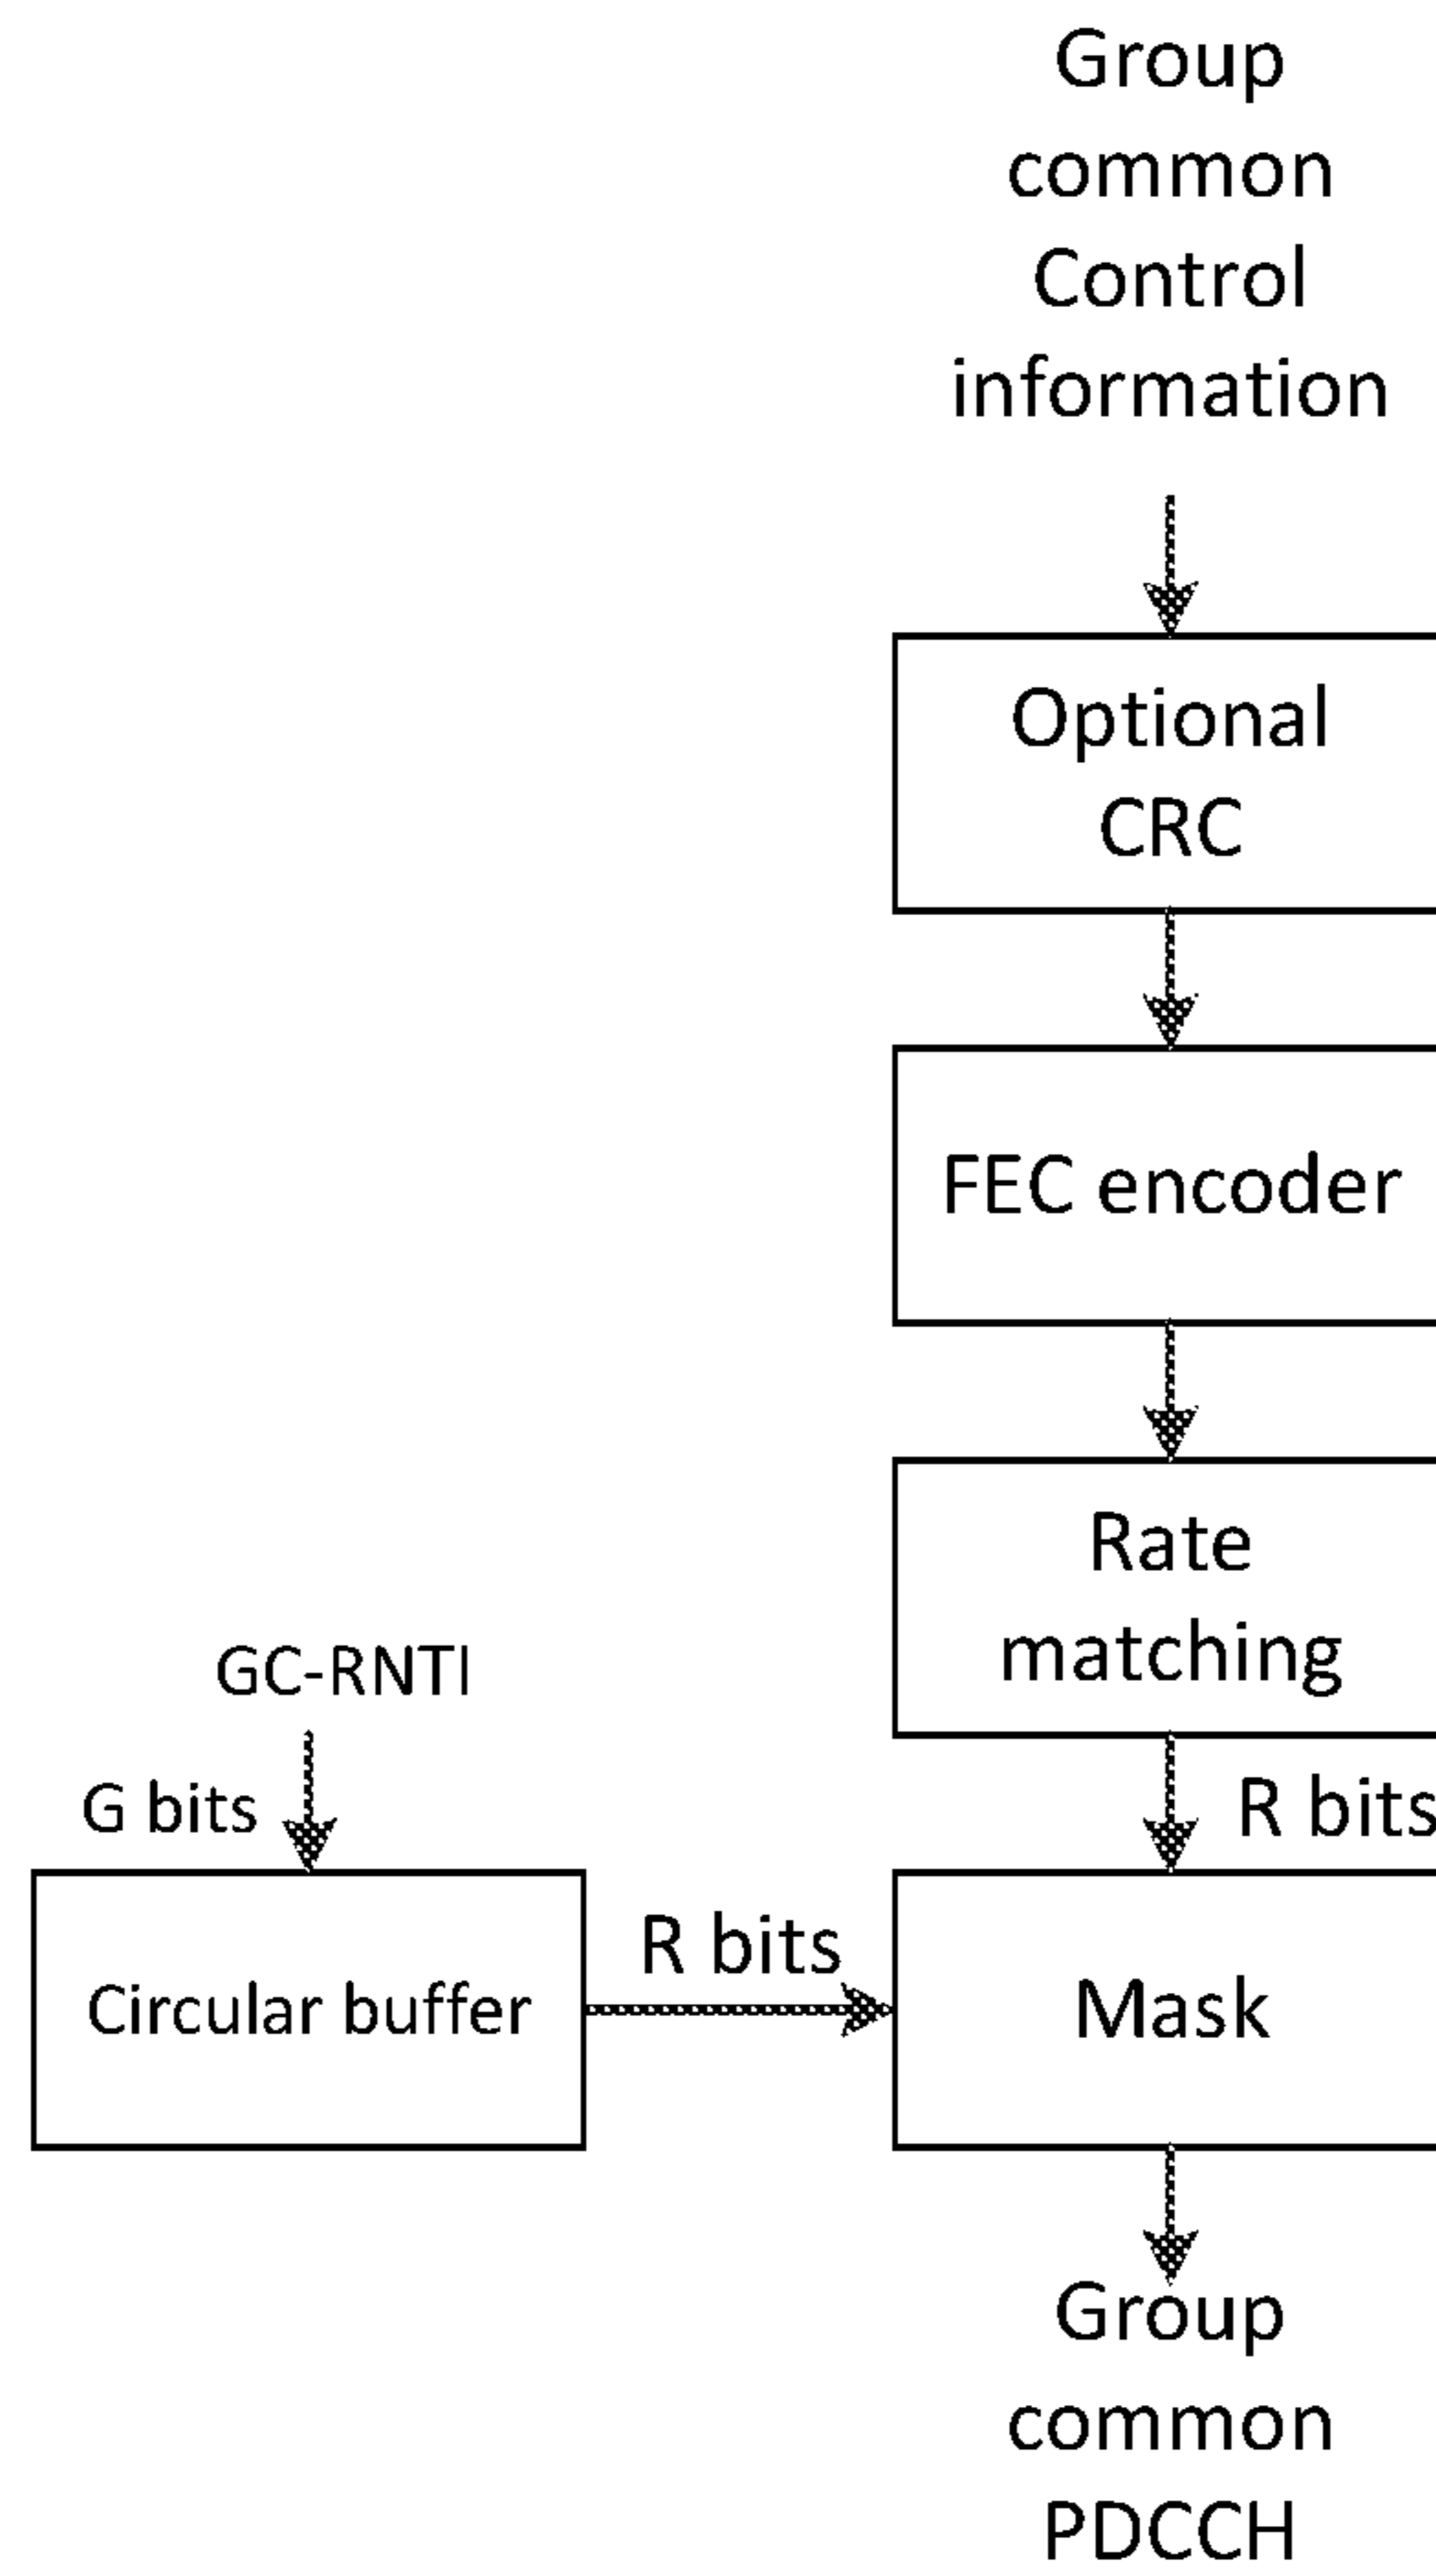 Group
common
Control
information
Optional
CRC
FEC encoder
Rate
matching
GC-RNTI
G bits
R bits
R bits
Circular buffer
Mask
Group
common
PDCCH